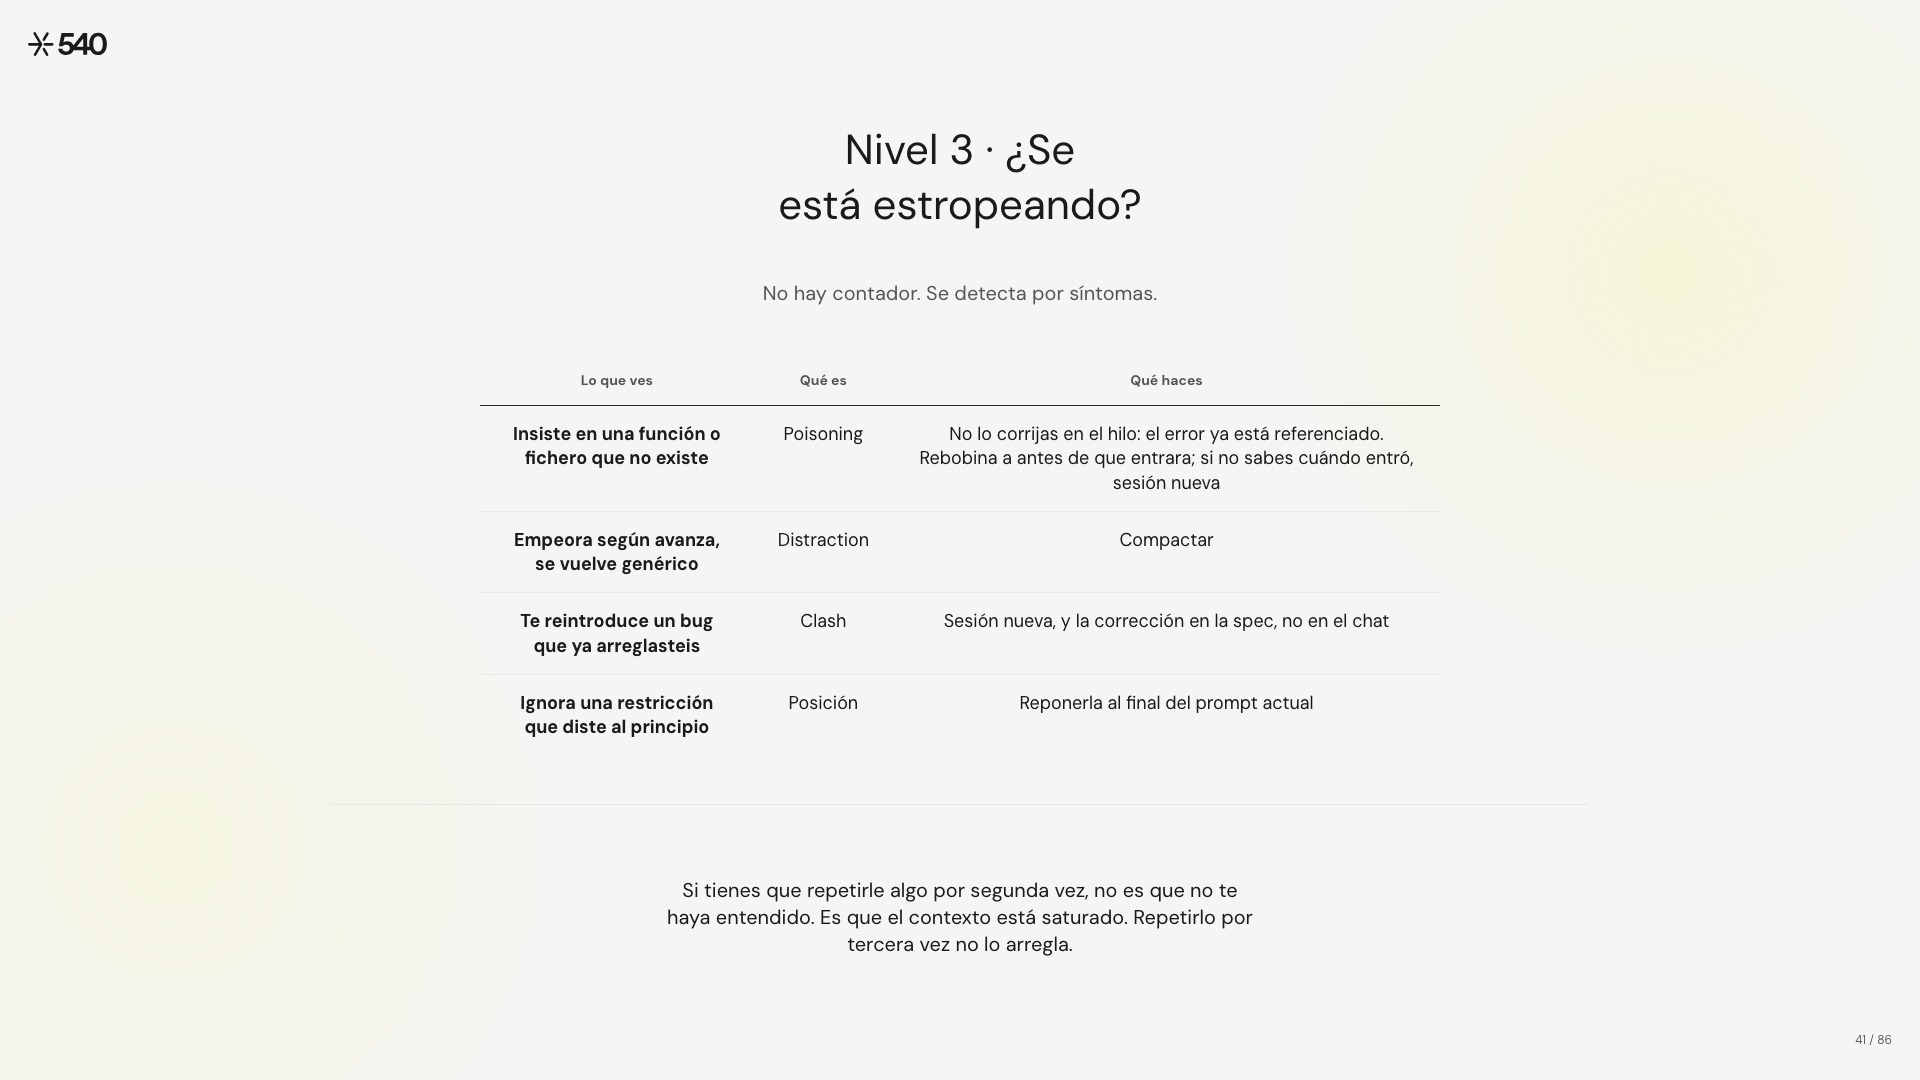 540
Nivel 3 · ¿Se
está estropeando?
No hay contador. Se detecta por síntomas.
Lo que ves Qué es Qué haces
Insiste en una función o
fichero que no existe
Poisoning
No lo corrijas en el hilo: el error ya está referenciado.
Rebobina a antes de que entrara; si no sabes cuándo entró,
sesión nueva
Empeora según avanza,
se vuelve genérico
Distraction
Compactar
Te reintroduce un bug
que ya arreglasteis
Clash
Sesión nueva, y la corrección en la spec, no en el chat
Ignora una restricción
que diste al principio
Posición
Reponerla al final del prompt actual
Si tienes que repetirle algo por segunda vez, no es que no te
haya entendido. Es que el contexto está saturado. Repetirlo por
tercera vez no lo arregla.
41 / 86